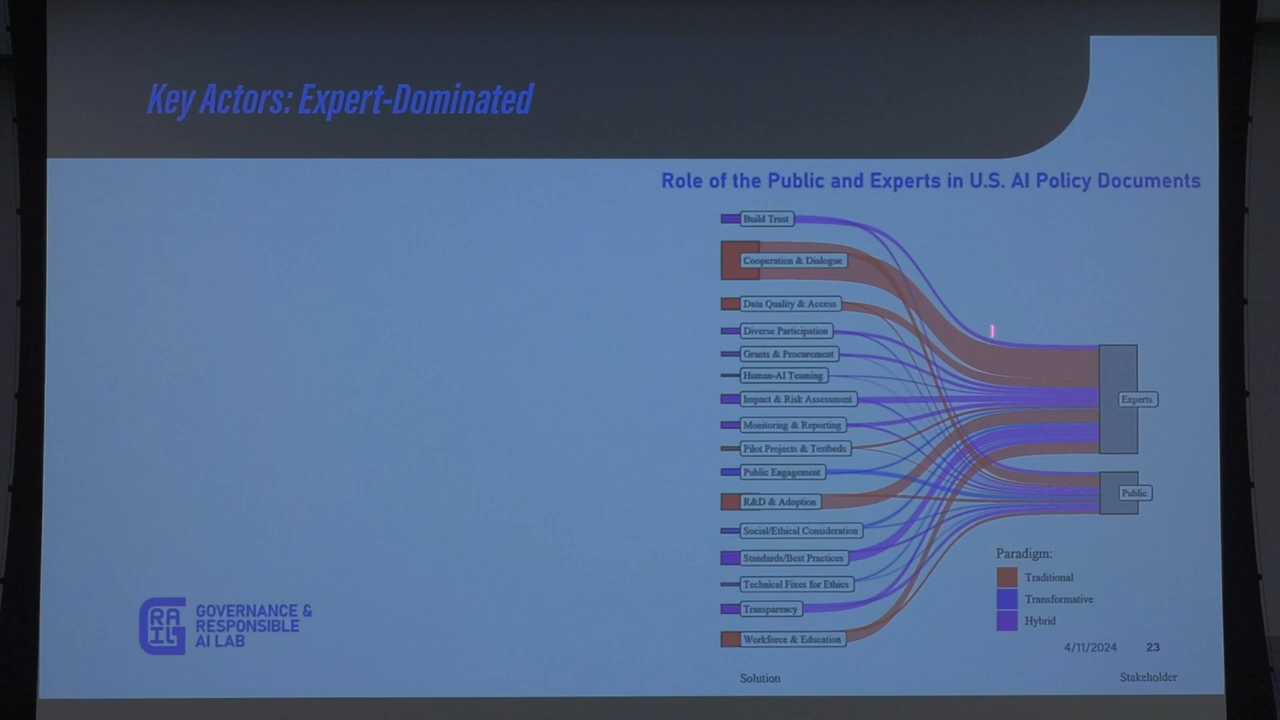 Key Actors: Expert-Dominated
Role of the Public and Experts in U.S. AI Policy Documents
Build Trust
Cooperation & Dialogue
Data Quality & Access
Diverse Participation
Grants & Procurement
Human-AI Teaming
Impact & Risk Assessment
Monitoring & Reporting
Pilot Projects & Testbeds
Public Engagement
R&D & Adoption
Social/Ethical Consideration
Standards/Best Practices
Technical Fixes for Ethics
Transparency
Workforce & Education
Experts
Public
Paradigm:
Traditional
Transformative
Hybrid
GRAIL
GOVERNANCE &
RESPONSIBLE
AI LAB
4/11/2024 23
Solution
Stakeholder